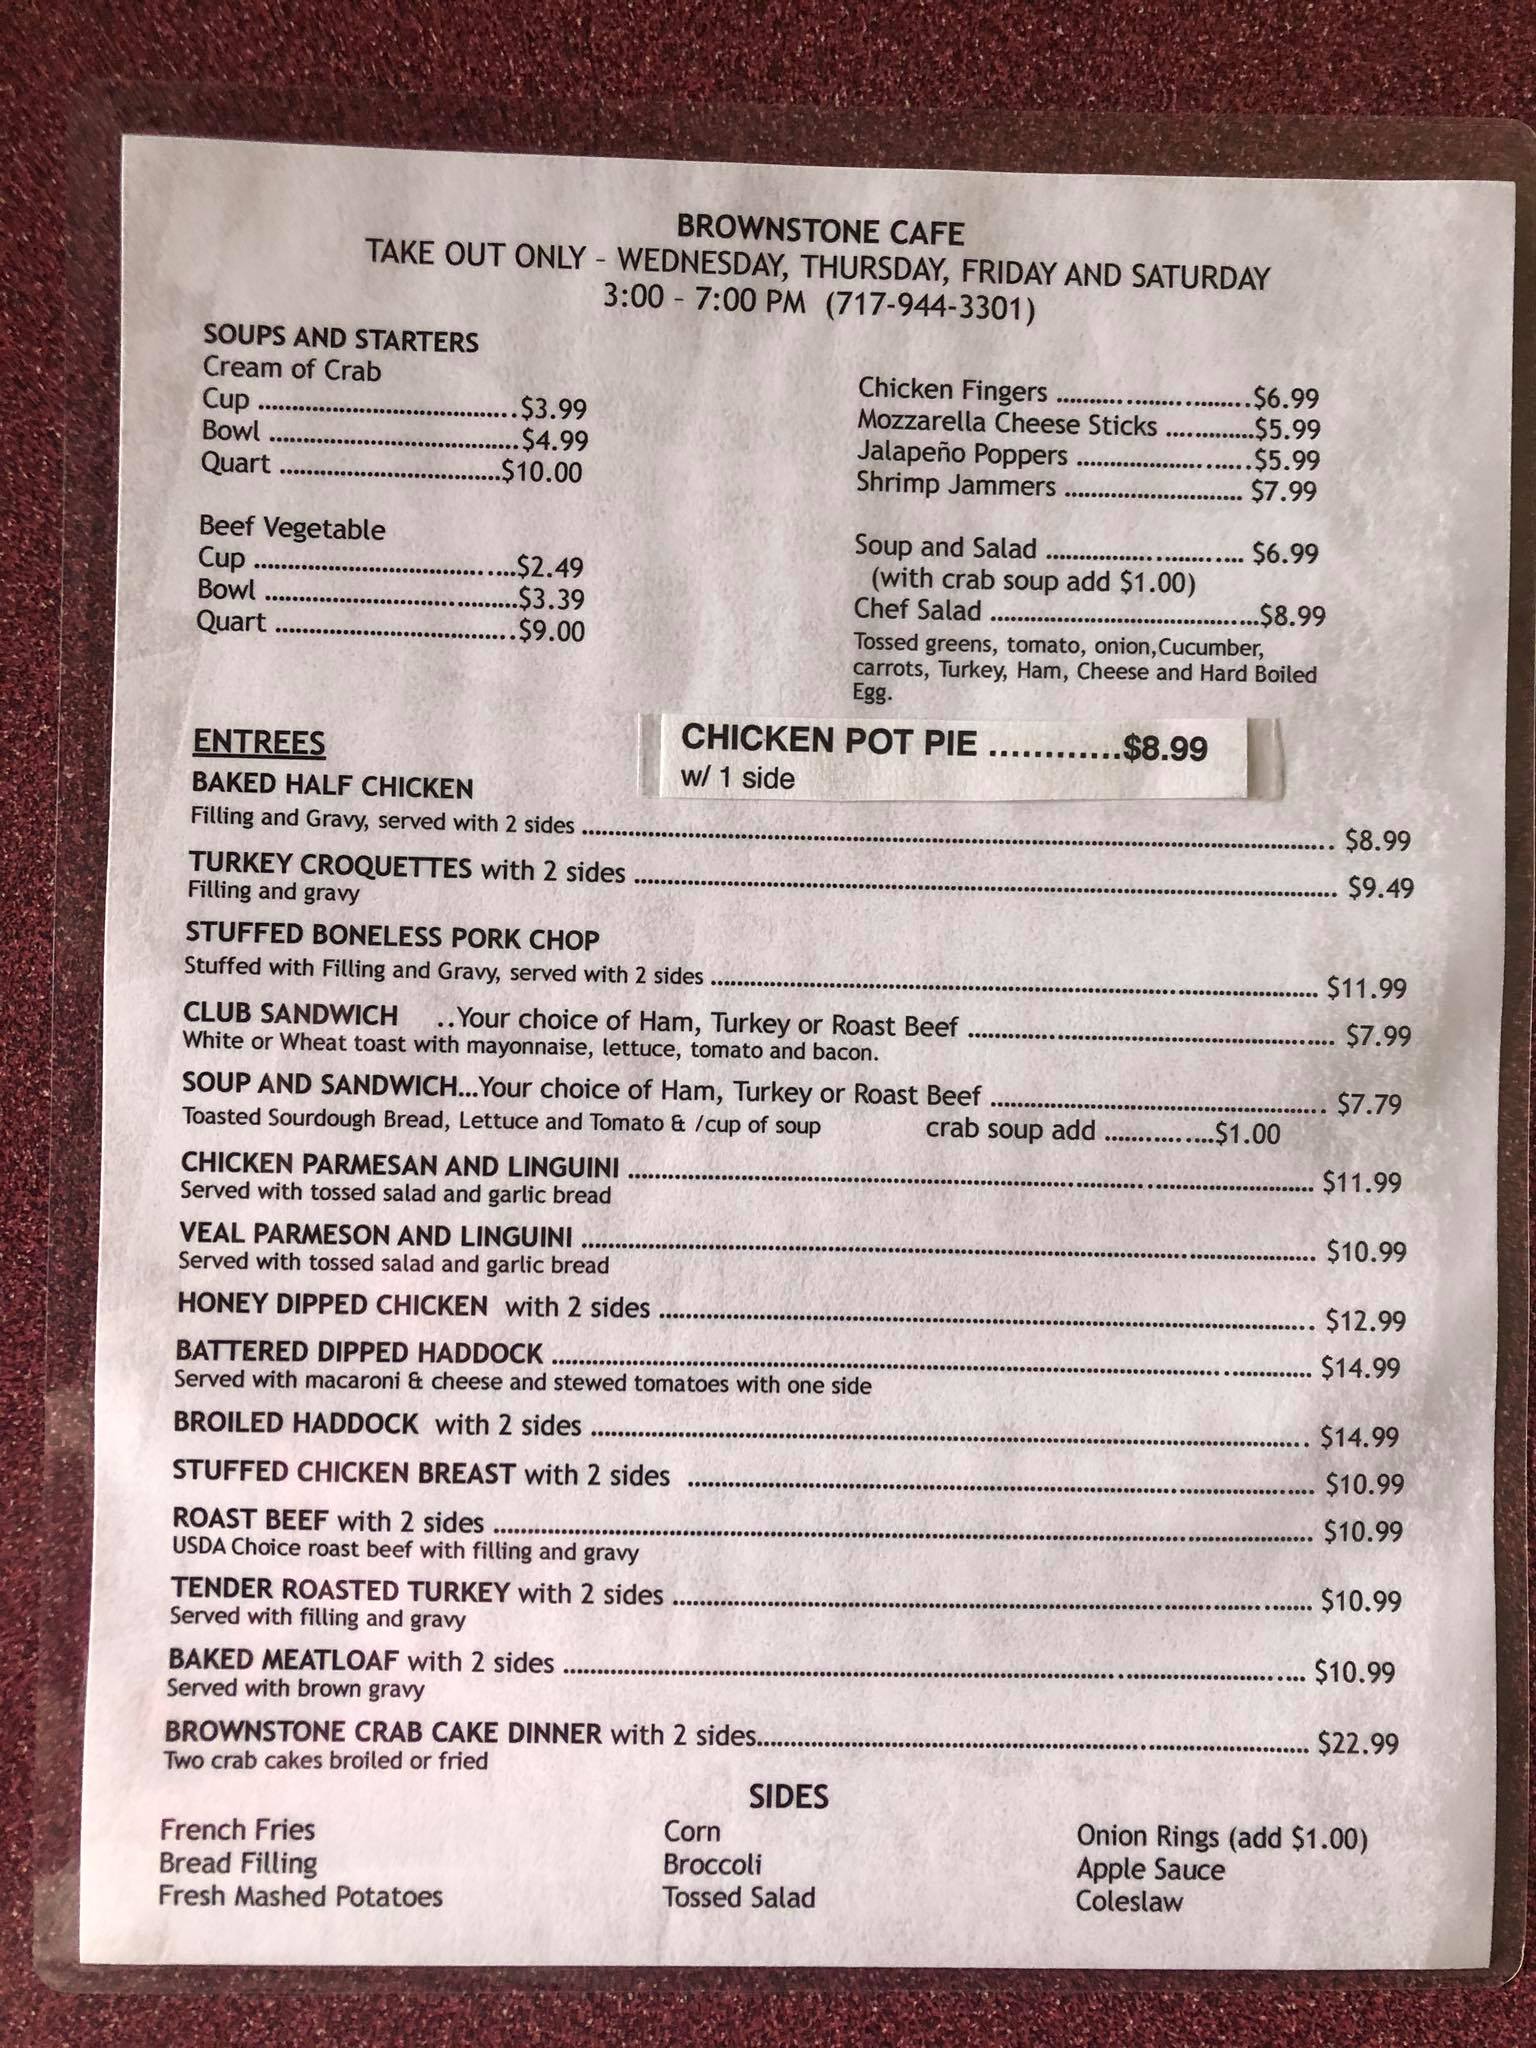 BROWNSTONE CAFE
TAKE OUT ONLY - WEDNESDAY, THURSDAY, FRIDAY AND SATURDAY
3:00 - 7:00 PM (717-944-3301)
SOUPS AND STARTERS
Cream of Crab
Cup ........................................$3.99
Bowl ......................................$4.99
Quart .................................$10.00
Beef Vegetable
Cup ........................................$2.49
Bowl ......................................$3.39
Quart ....................................$9.00
Chicken Fingers ..............................$6.99
Mozzarella Cheese Sticks .............$5.99
Jalapeño Poppers ...........................$5.99
Shrimp Jammers ........................... $7.99
Soup and Salad .............................. $6.99
(with crab soup add $1.00)
Chef Salad .........................................$8.99
Tossed greens, tomato, onion,Cucumber,
carrots, Turkey, Ham, Cheese and Hard Boiled
Egg.
CHICKEN POT PIE ............$8.99
w/ 1 side
ENTREES
BAKED HALF CHICKEN
Filling and Gravy, served with 2 sides ........................................ $8.99
TURKEY CROQUETTES with 2 sides ........................................ $9.49
Filling and gravy
STUFFED BONELESS PORK CHOP
Stuffed with Filling and Gravy, served with 2 sides ........................................ $11.99
CLUB SANDWICH ..Your choice of Ham, Turkey or Roast Beef ........................................ $7.99
White or Wheat toast with mayonnaise, lettuce, tomato and bacon.
SOUP AND SANDWICH...Your choice of Ham, Turkey or Roast Beef ........................................ $7.79
Toasted Sourdough Bread, Lettuce and Tomato & /cup of soup crab soup add ................$1.00
CHICKEN PARMESAN AND LINGUINI ........................................ $11.99
Served with tossed salad and garlic bread
VEAL PARMESON AND LINGUINI ........................................ $10.99
Served with tossed salad and garlic bread
HONEY DIPPED CHICKEN with 2 sides ........................................ $12.99
BATTERED DIPPED HADDOCK ........................................ $14.99
Served with macaroni & cheese and stewed tomatoes with one side
BROILED HADDOCK with 2 sides ........................................ $14.99
STUFFED CHICKEN BREAST with 2 sides ........................................ $10.99
ROAST BEEF with 2 sides ........................................ $10.99
USDA Choice roast beef with filling and gravy
TENDER ROASTED TURKEY with 2 sides ........................................ $10.99
Served with filling and gravy
BAKED MEATLOAF with 2 sides ........................................ $10.99
Served with brown gravy
BROWNSTONE CRAB CAKE DINNER with 2 sides........................................ $22.99
Two crab cakes broiled or fried
SIDES
French Fries
Bread Filling
Fresh Mashed Potatoes
Corn
Broccoli
Tossed Salad
Onion Rings (add $1.00)
Apple Sauce
Coleslaw